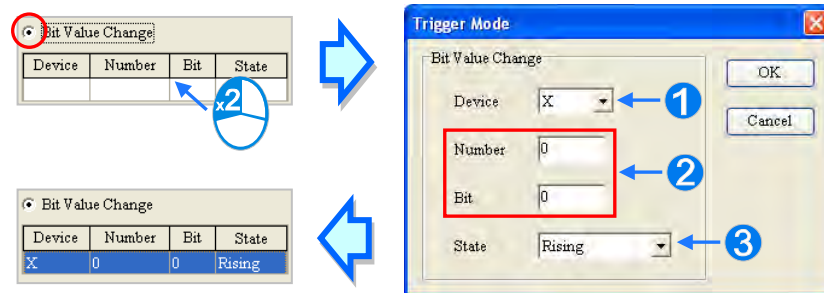 Bit Value Change
Device Number Bit State
x2
Trigger Mode
Bit Value Change
Device X
1
Number 0
2
Bit 0
State Rising
3
OK
Cancel
Bit Value Change
Device Number Bit State
X 0 0 Rising